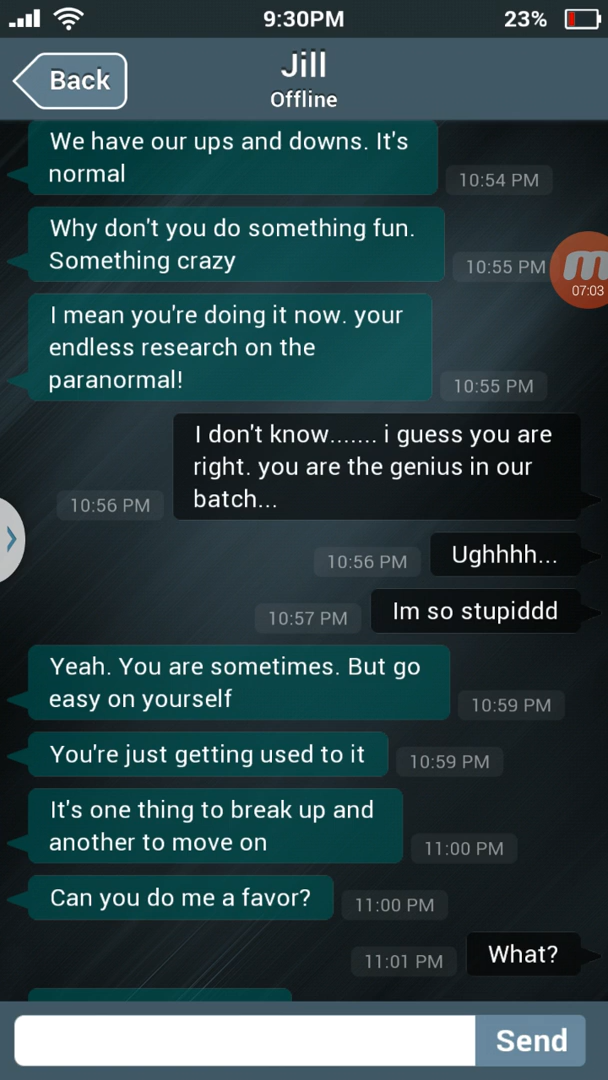 9:30PM
23%
Back
Jill
Offline
We have our ups and downs. It's
normal
10:54 PM
Why don't you do something fun.
Something crazy
10:55 PM
07:03
I mean you're doing it now. your
endless research on the
paranormal!
10:55 PM
I don't know....... i guess you are
right. you are the genius in our
batch...
10:56 PM
Ughhhh...
10:56 PM
Im so stupiddd
10:57 PM
Yeah. You are sometimes. But go
easy on yourself
10:59 PM
You're just getting used to it
10:59 PM
It's one thing to break up and
another to move on
11:00 PM
Can you do me a favor?
11:00 PM
What?
11:01 PM
Send